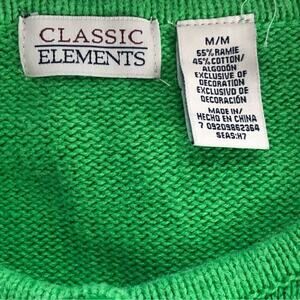 CLASSIC
ELEMENTS
M/M
55% RAMIE
45% COTTON/
ALGODÓN
EXCLUSIVE OF
DECORATION
EXCLUSIVO DE
DECORACIÓN
MADE IN/
HECHO EN CHINA
7 09209862364
SEAS:H7